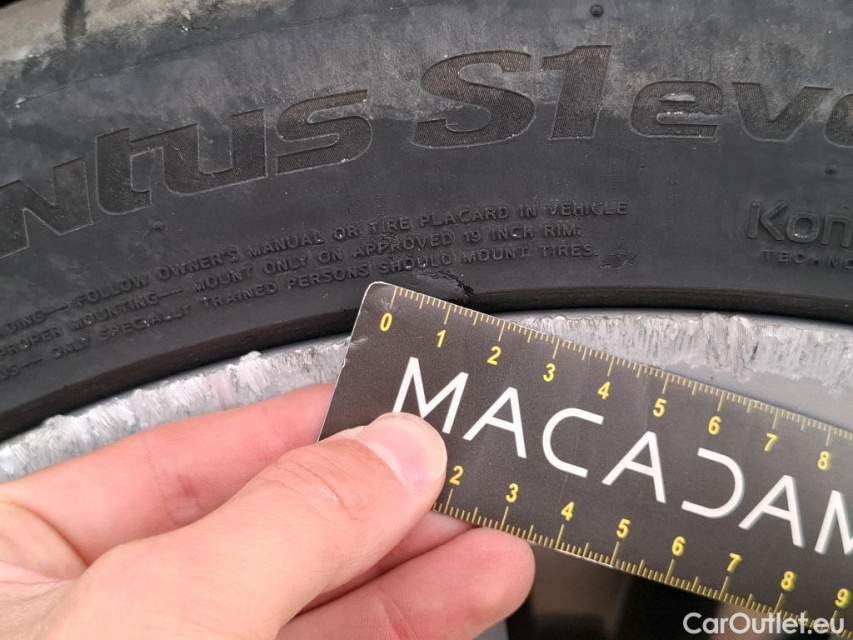 ntus S1 evo
DING— FOLLOW OWNER'S MANUAL OR TIRE PLACARD IN VEHICLE
PROPER MOUNTING— MOUNT ONLY ON APPROVED 19 INCH RIM.
ONLY SPECIALLY TRAINED PERSONS SHOULD MOUNT TIRES.
Kon
TECHNO
0 1 2 3 4 5 6 7 8
MACADAM
2 3 4 5 6 7 8 9
CarOutlet.eu